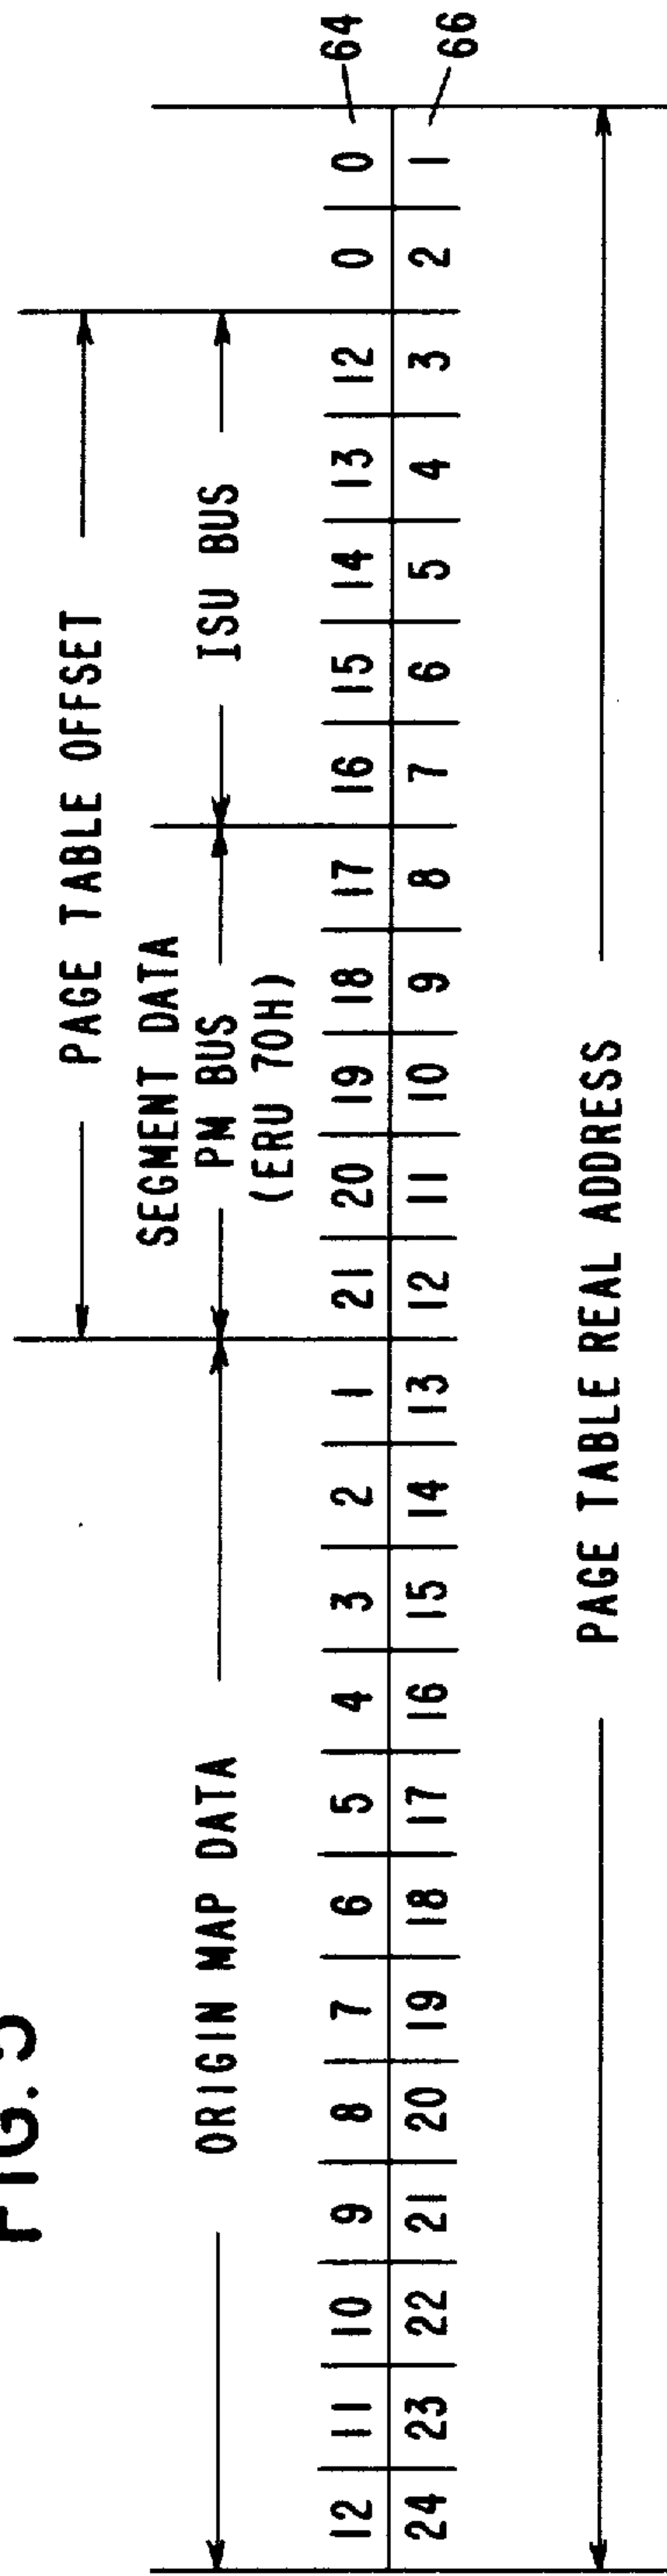 FIG. 5
PAGE TABLE OFFSET
SEGMENT DATA
ORIGIN MAP DATA
PM BUS
ISU BUS
(ERU 70H)
12 11 10 9 8 7 6 5 4 3 2 1 21 20 19 18 17 16 15 14 13 12 0 0 64
24 23 22 21 20 19 18 17 16 15 14 13 12 11 10 9 8 7 6 5 4 3 2 1 66
PAGE TABLE REAL ADDRESS